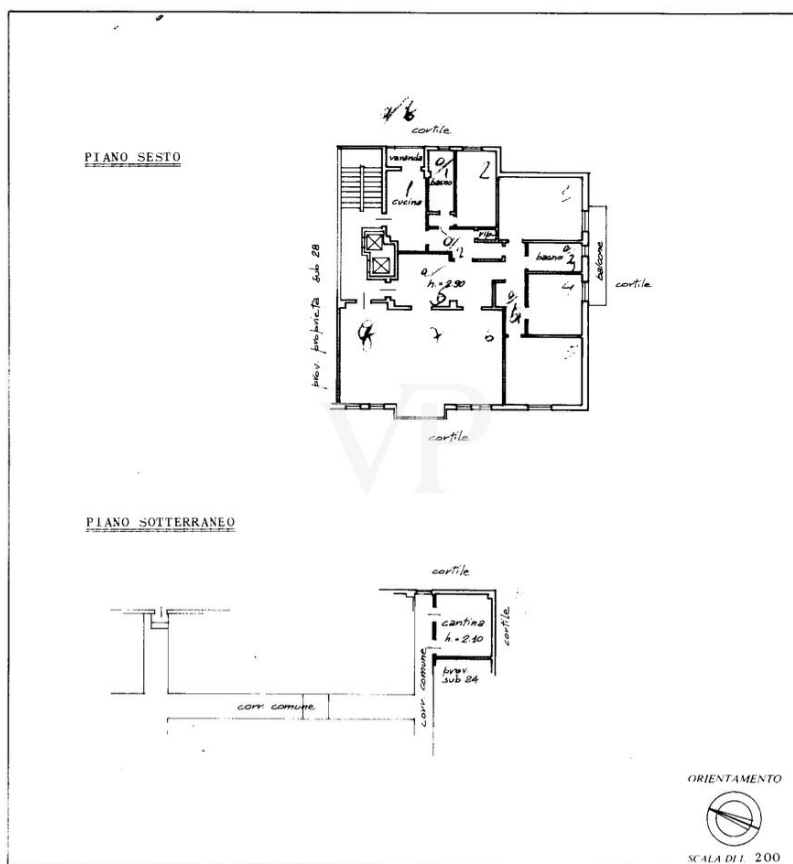 cortile
PIANO SESTO
veranda
1
cucina
bagno
2
3
rip.
2
bagno
balcone
cortile
h. = 2.90
4
prov. proprietà sub 28
7
VP
cortile
PIANO SOTTERRANEO
cortile
cantina
h. = 2.10
cortile
corr. comune
prov.
sub 24
corr. comune
ORIENTAMENTO
SCALA DI 1. 200